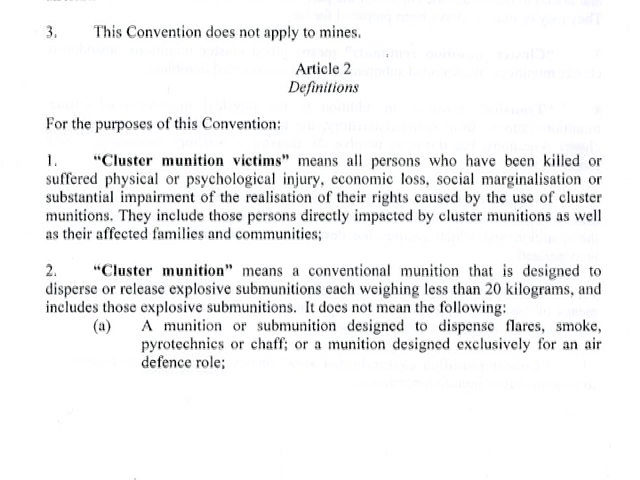 3. This Convention does not apply to mines.
Article 2
Definitions
For the purposes of this Convention:
1. “Cluster munition victims” means all persons who have been killed or
suffered physical or psychological injury, economic loss, social marginalisation or
substantial impairment of the realisation of their rights caused by the use of cluster
munitions. They include those persons directly impacted by cluster munitions as well
as their affected families and communities;
2. “Cluster munition” means a conventional munition that is designed to
disperse or release explosive submunitions each weighing less than 20 kilograms, and
includes those explosive submunitions. It does not mean the following:
(a) A munition or submunition designed to dispense flares, smoke,
pyrotechnics or chaff; or a munition designed exclusively for an air
defence role;